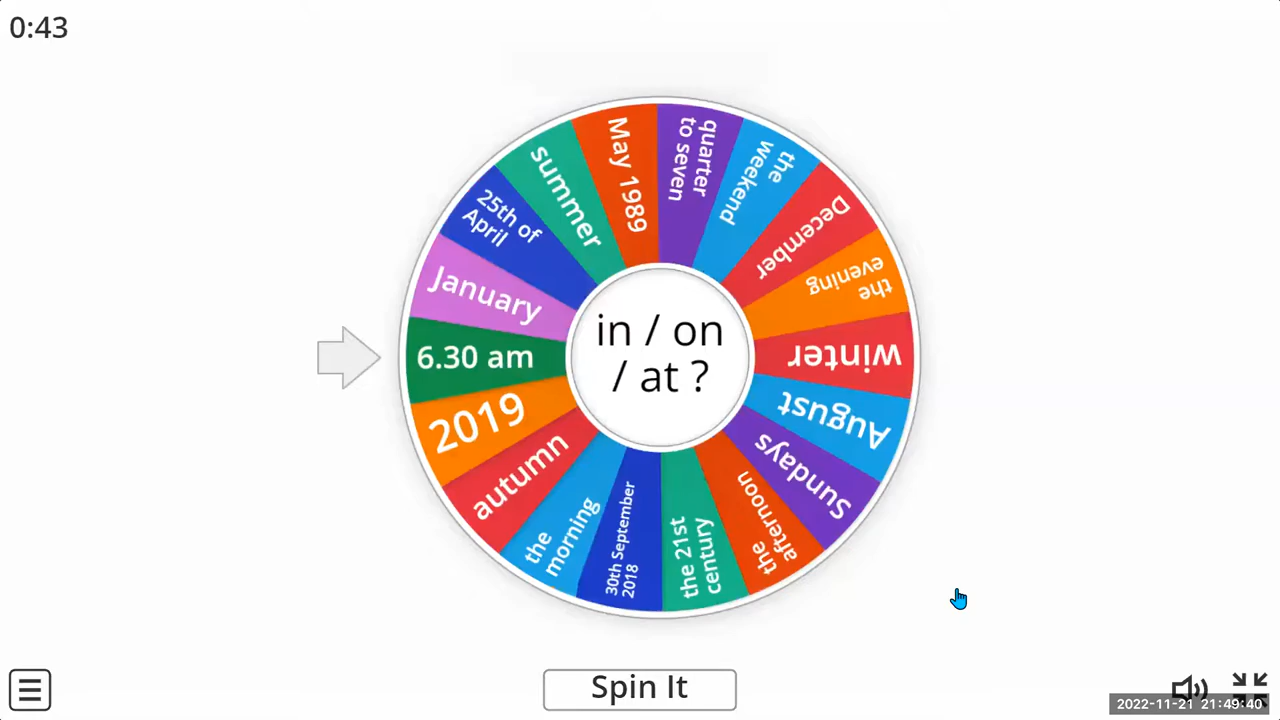 0:43
in / on
/ at ?
6.30 am
January
25th of
April
summer
May 1989
quarter
to seven
the
weekend
December
the
evening
winter
August
Sundays
the
afternoon
the 21st
century
30th September
2018
the
morning
autumn
2019
Spin It
2022-11-21 21:49:40